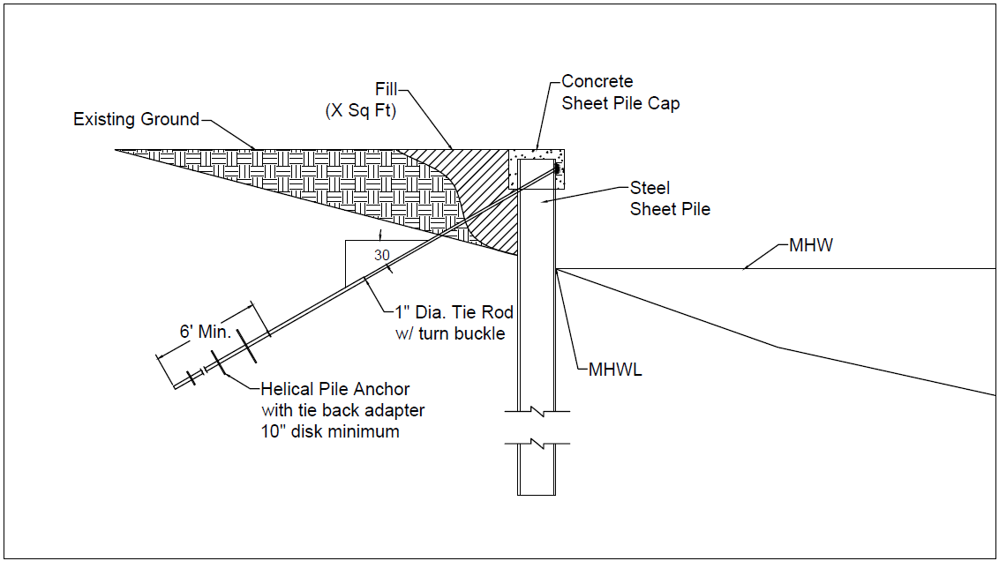 Concrete
Sheet Pile Cap
Fill
(X Sq Ft)
Existing Ground
Steel
Sheet Pile
MHW
30
1" Dia. Tie Rod
w/ turn buckle
6' Min.
MHWL
Helical Pile Anchor
with tie back adapter
10" disk minimum